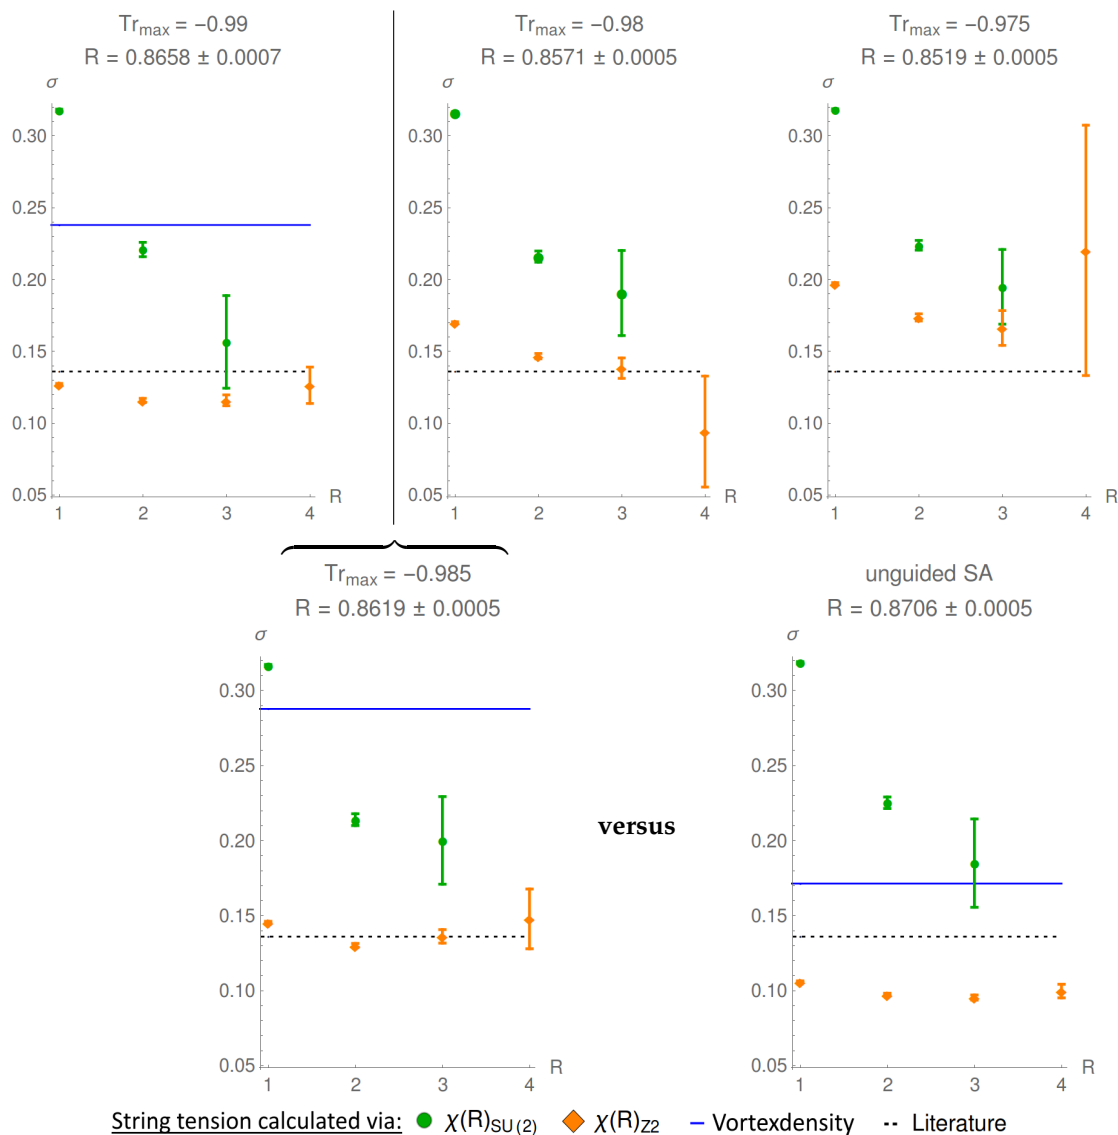 Tr_max = −0.99
R = 0.8658 ± 0.0007
σ
0.30
0.25
0.20
0.15
0.10
0.05
1 2 3 4
R
Tr_max = −0.98
R = 0.8571 ± 0.0005
σ
0.30
0.25
0.20
0.15
0.10
0.05
1 2 3 4
R
Tr_max = −0.975
R = 0.8519 ± 0.0005
σ
0.30
0.25
0.20
0.15
0.10
0.05
1 2 3 4
R
Tr_max = −0.985
R = 0.8619 ± 0.0005
σ
0.30
0.25
0.20
0.15
0.10
0.05
1 2 3 4
R
versus
unguided SA
R = 0.8706 ± 0.0005
σ
0.30
0.25
0.20
0.15
0.10
0.05
1 2 3 4
R
String tension calculated via: χ(R)_SU(2) χ(R)_Z2 Vortexdensity Literature